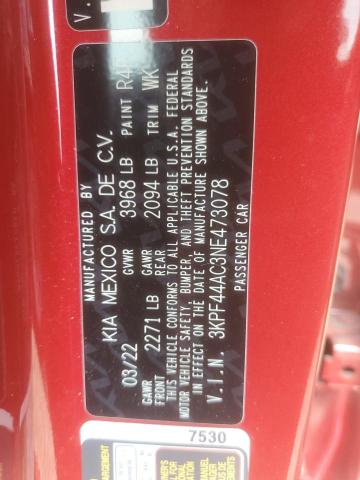 V.
MANUFACTURED BY
KIA MEXICO S.A. DE C.V.
03/22 GVWR 3968 LB PAINT
GAWR FRONT 2271 LB GAWR REAR 2094 LB TRIM WK
THIS VEHICLE CONFORMS TO ALL APPLICABLE U.S.A. FEDERAL
MOTOR VEHICLE SAFETY, BUMPER, AND THEFT PREVENTION STANDARDS
IN EFFECT ON THE DATE OF MANUFACTURE SHOWN ABOVE.
V.I.N. 3KPF44AC3NE473078
PASSENGER CAR
7530